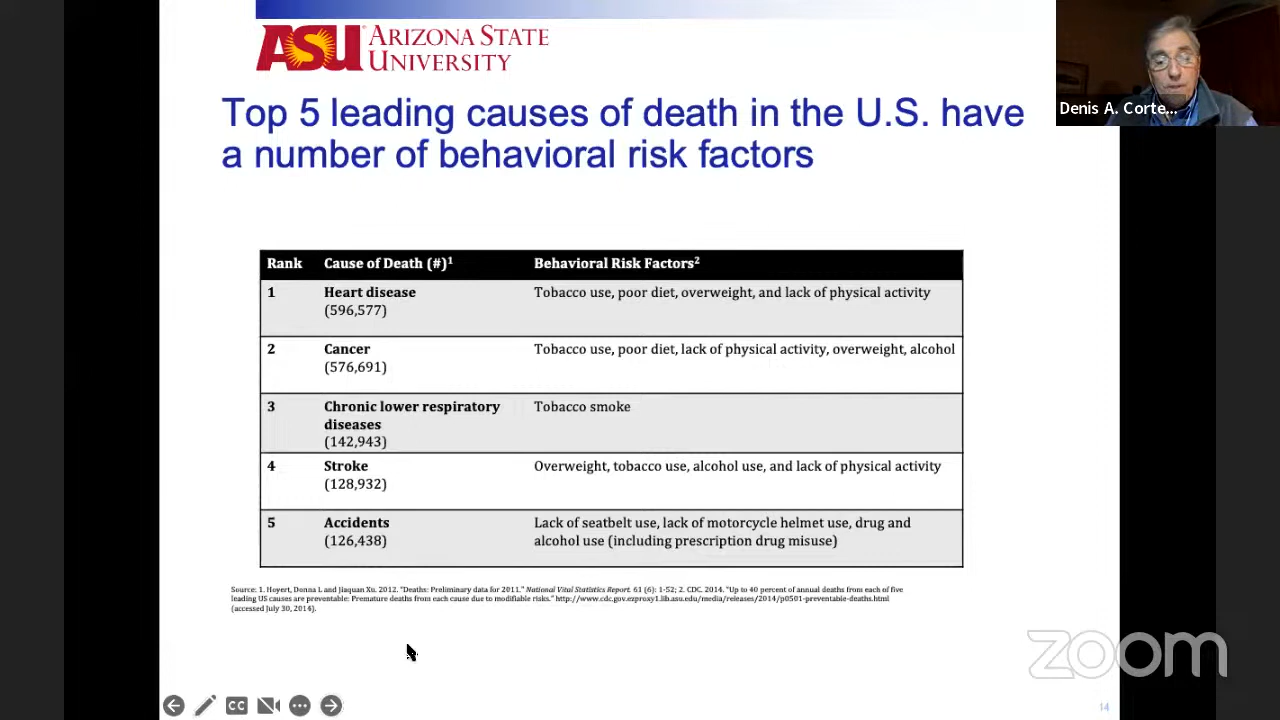 ASU ARIZONA STATE
UNIVERSITY
Denis A. Corte...
Top 5 leading causes of death in the U.S. have
a number of behavioral risk factors
Rank Cause of Death (#)1 Behavioral Risk Factors2
1 Heart disease Tobacco use, poor diet, overweight, and lack of physical activity
(596,577)
2 Cancer Tobacco use, poor diet, lack of physical activity, overweight, alcohol
(576,691)
3 Chronic lower respiratory Tobacco smoke
diseases
(142,943)
4 Stroke Overweight, tobacco use, alcohol use, and lack of physical activity
(128,932)
5 Accidents Lack of seatbelt use, lack of motorcycle helmet use, drug and
(126,438) alcohol use (including prescription drug misuse)
Source: 1. Hoyert, Donna L and Jiaquan Xu. 2012. "Deaths: Preliminary data for 2011." National Vital Statistics Report. 61 (6): 1-52; 2. CDC. 2014. "Up to 40 percent of annual deaths from each of five
leading US causes are preventable: Premature deaths from each cause due to modifiable risks." http://www.cdc.gov.ezproxy1.lib.asu.edu/media/releases/2014/p0501-preventable-deaths.html
(accessed July 30, 2014).
zoom
CC
14